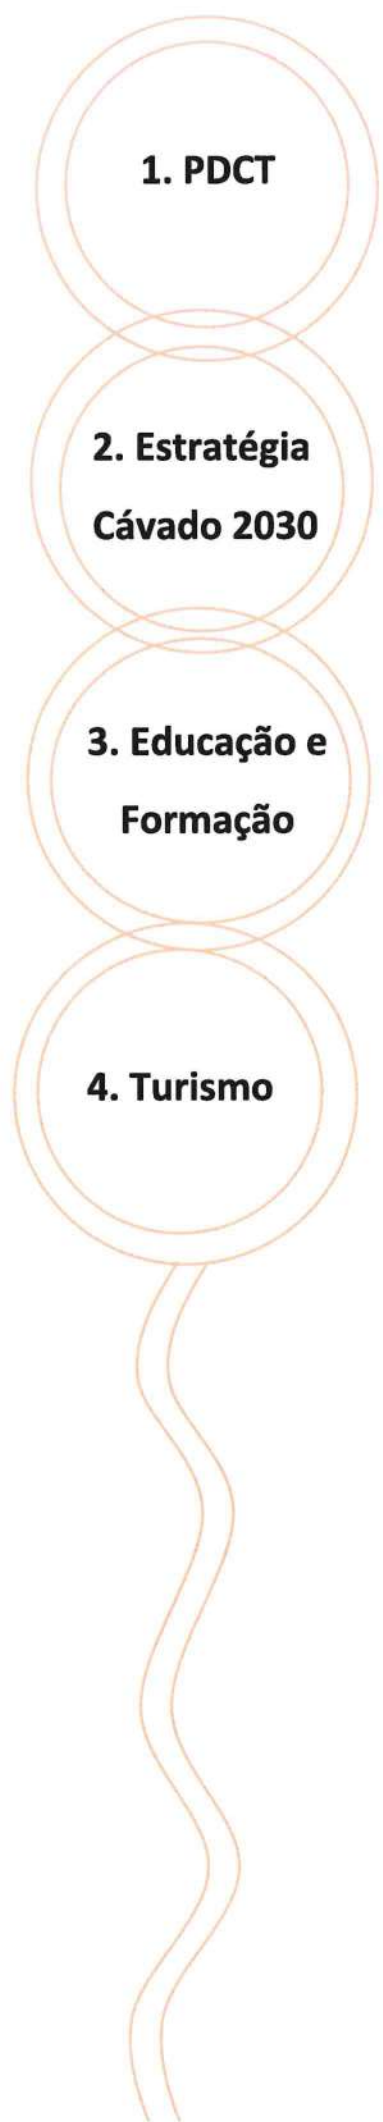 1. PDCT
2. Estratégia
Cávado 2030
3. Educação e
Formação
4. Turismo